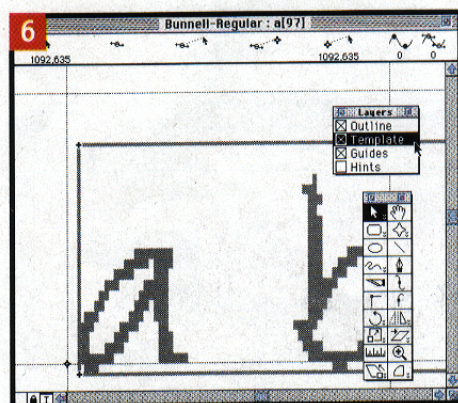 6
Bunnell-Regular : a[97]
1092,635
1092,635
0
0
Layers
Outline
Template
Guides
Hints